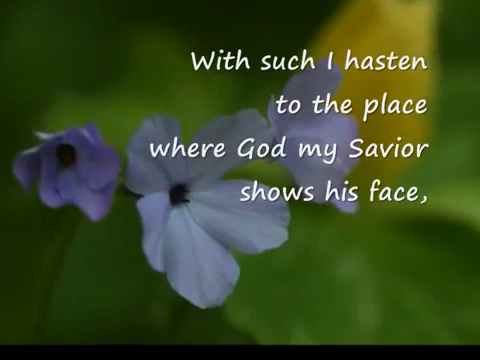 With such I hasten
to the place
where God my Savior
shows his face,